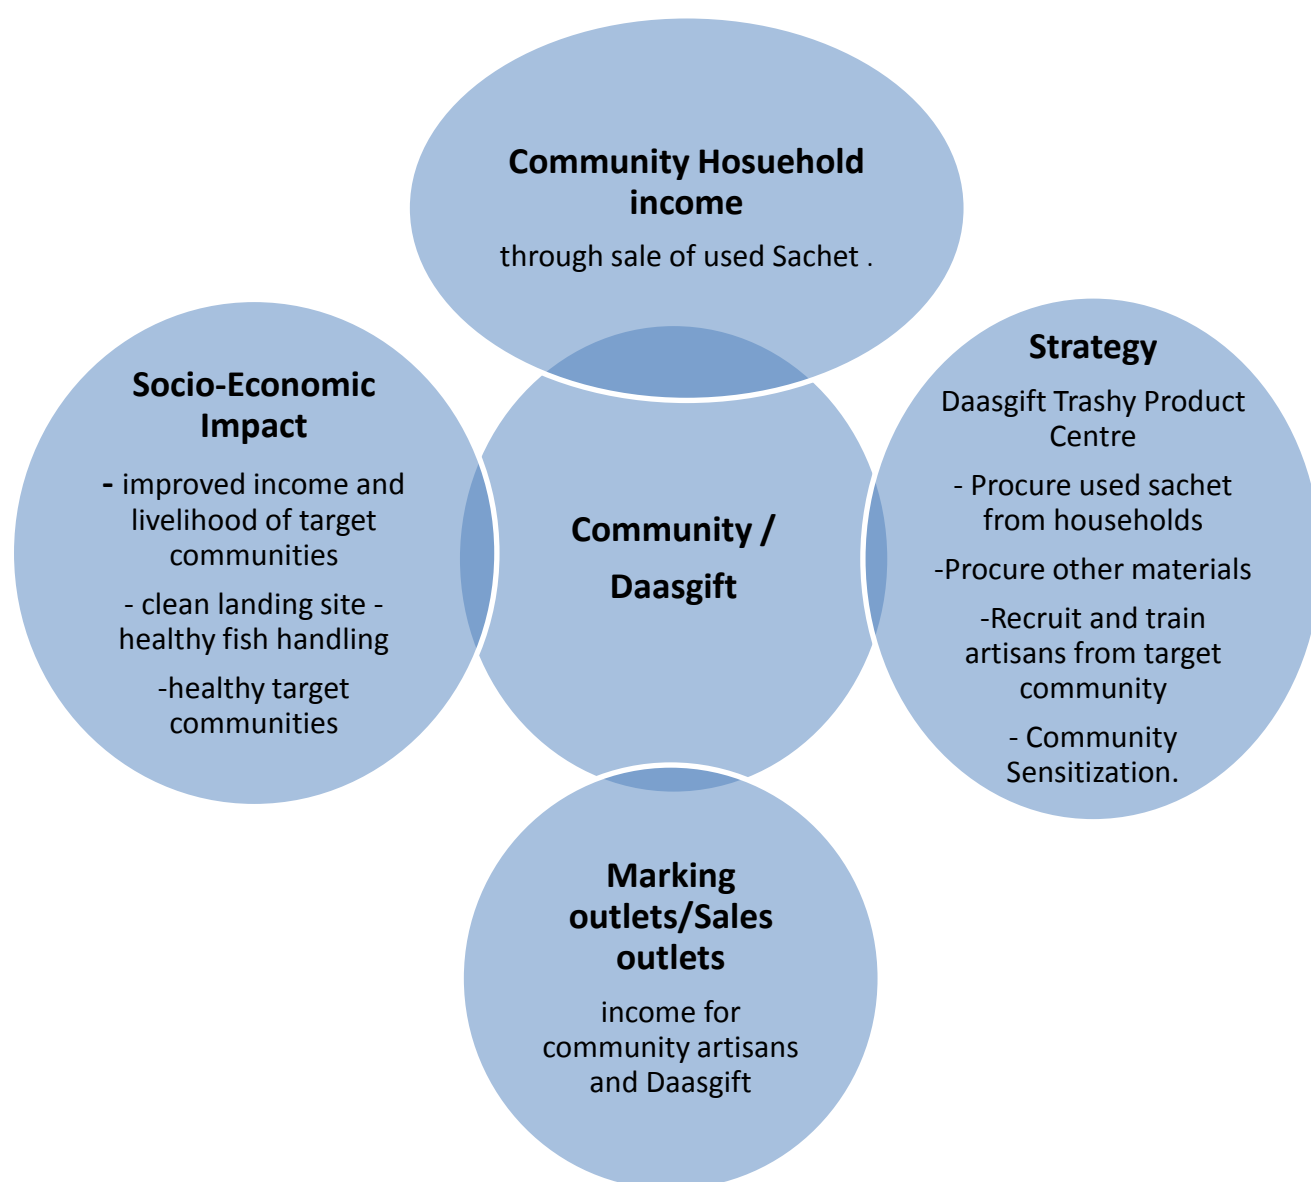 Community Hosuehold
income
through sale of used Sachet .
Socio-Economic
Impact
- improved income and
livelihood of target
communities
- clean landing site -
healthy fish handling
-healthy target
communities
Community /
Daasgift
Strategy
Daasgift Trashy Product
Centre
- Procure used sachet
from households
-Procure other materials
-Recruit and train
artisans from target
community
- Community
Sensitization.
Marking
outlets/Sales
outlets
income for
community artisans
and Daasgift